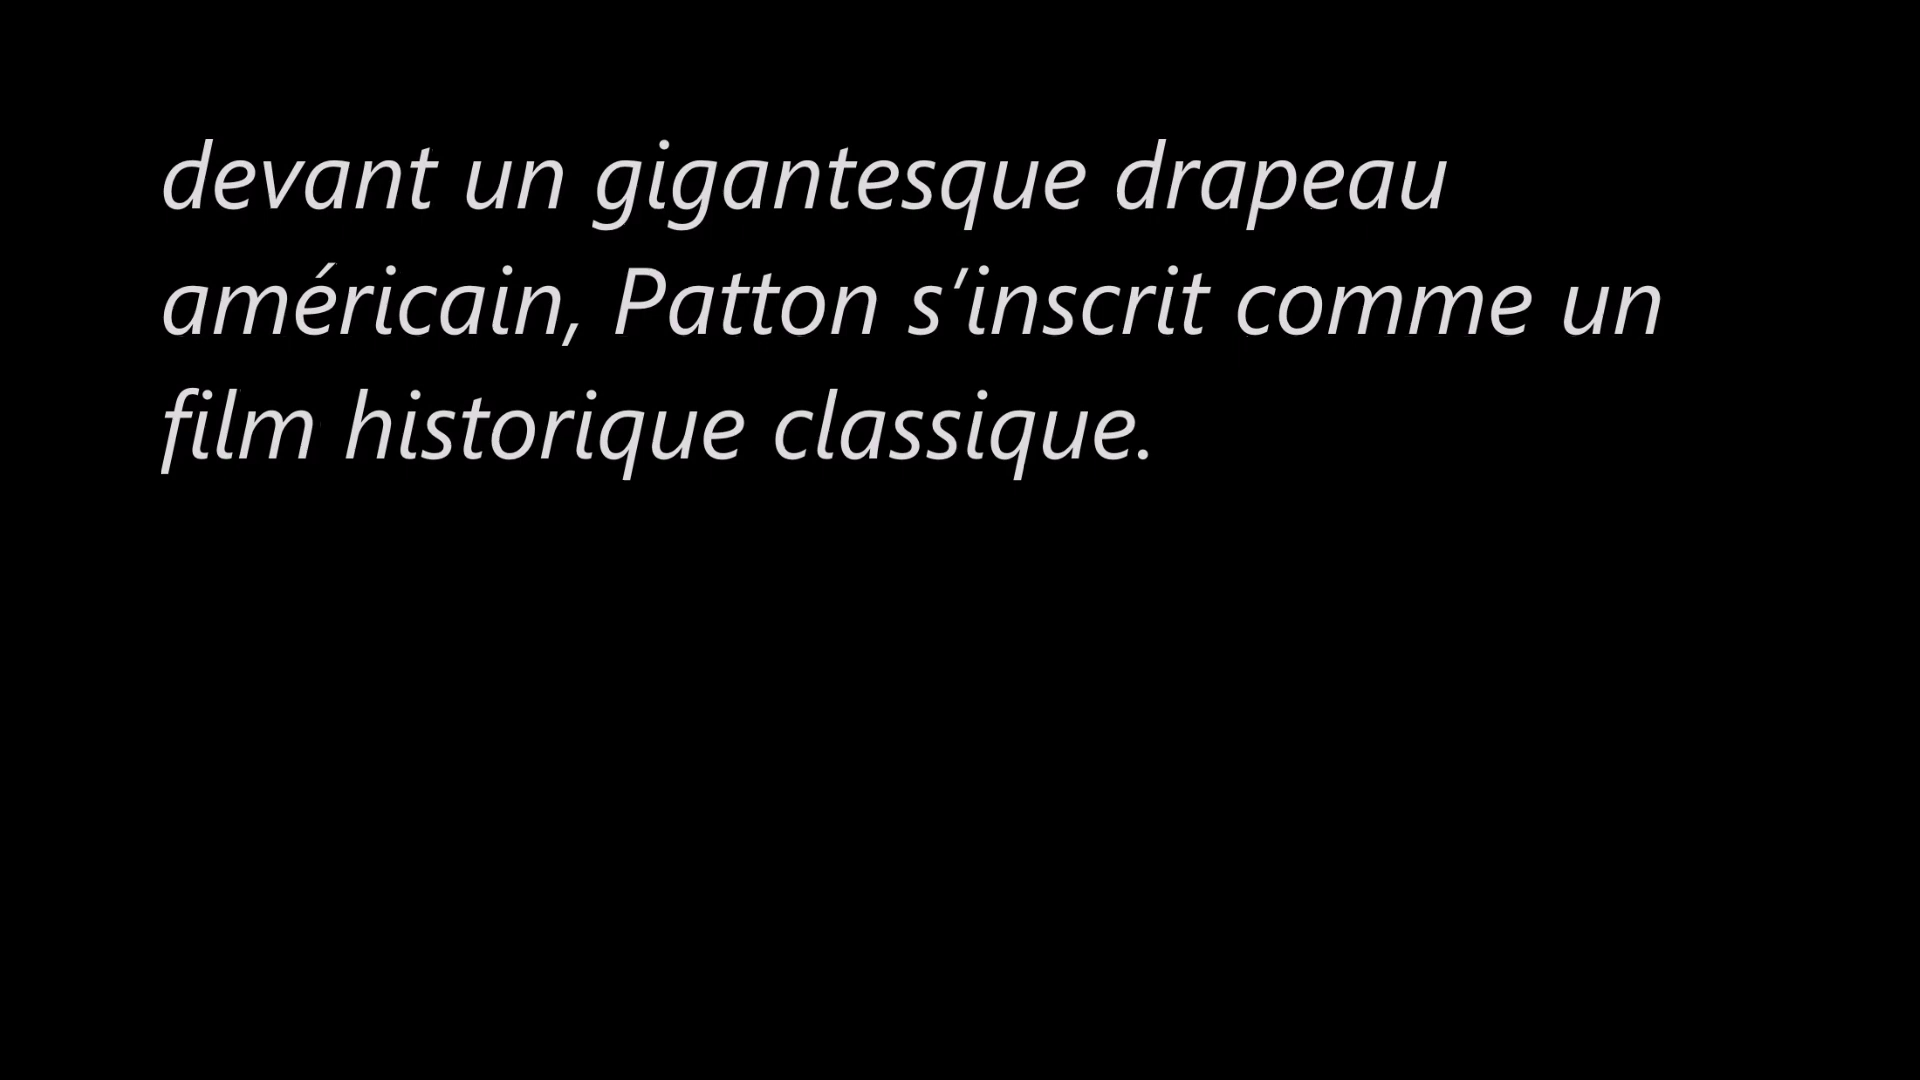 devant un gigantesque drapeau
américain, Patton s’inscrit comme un
film historique classique.